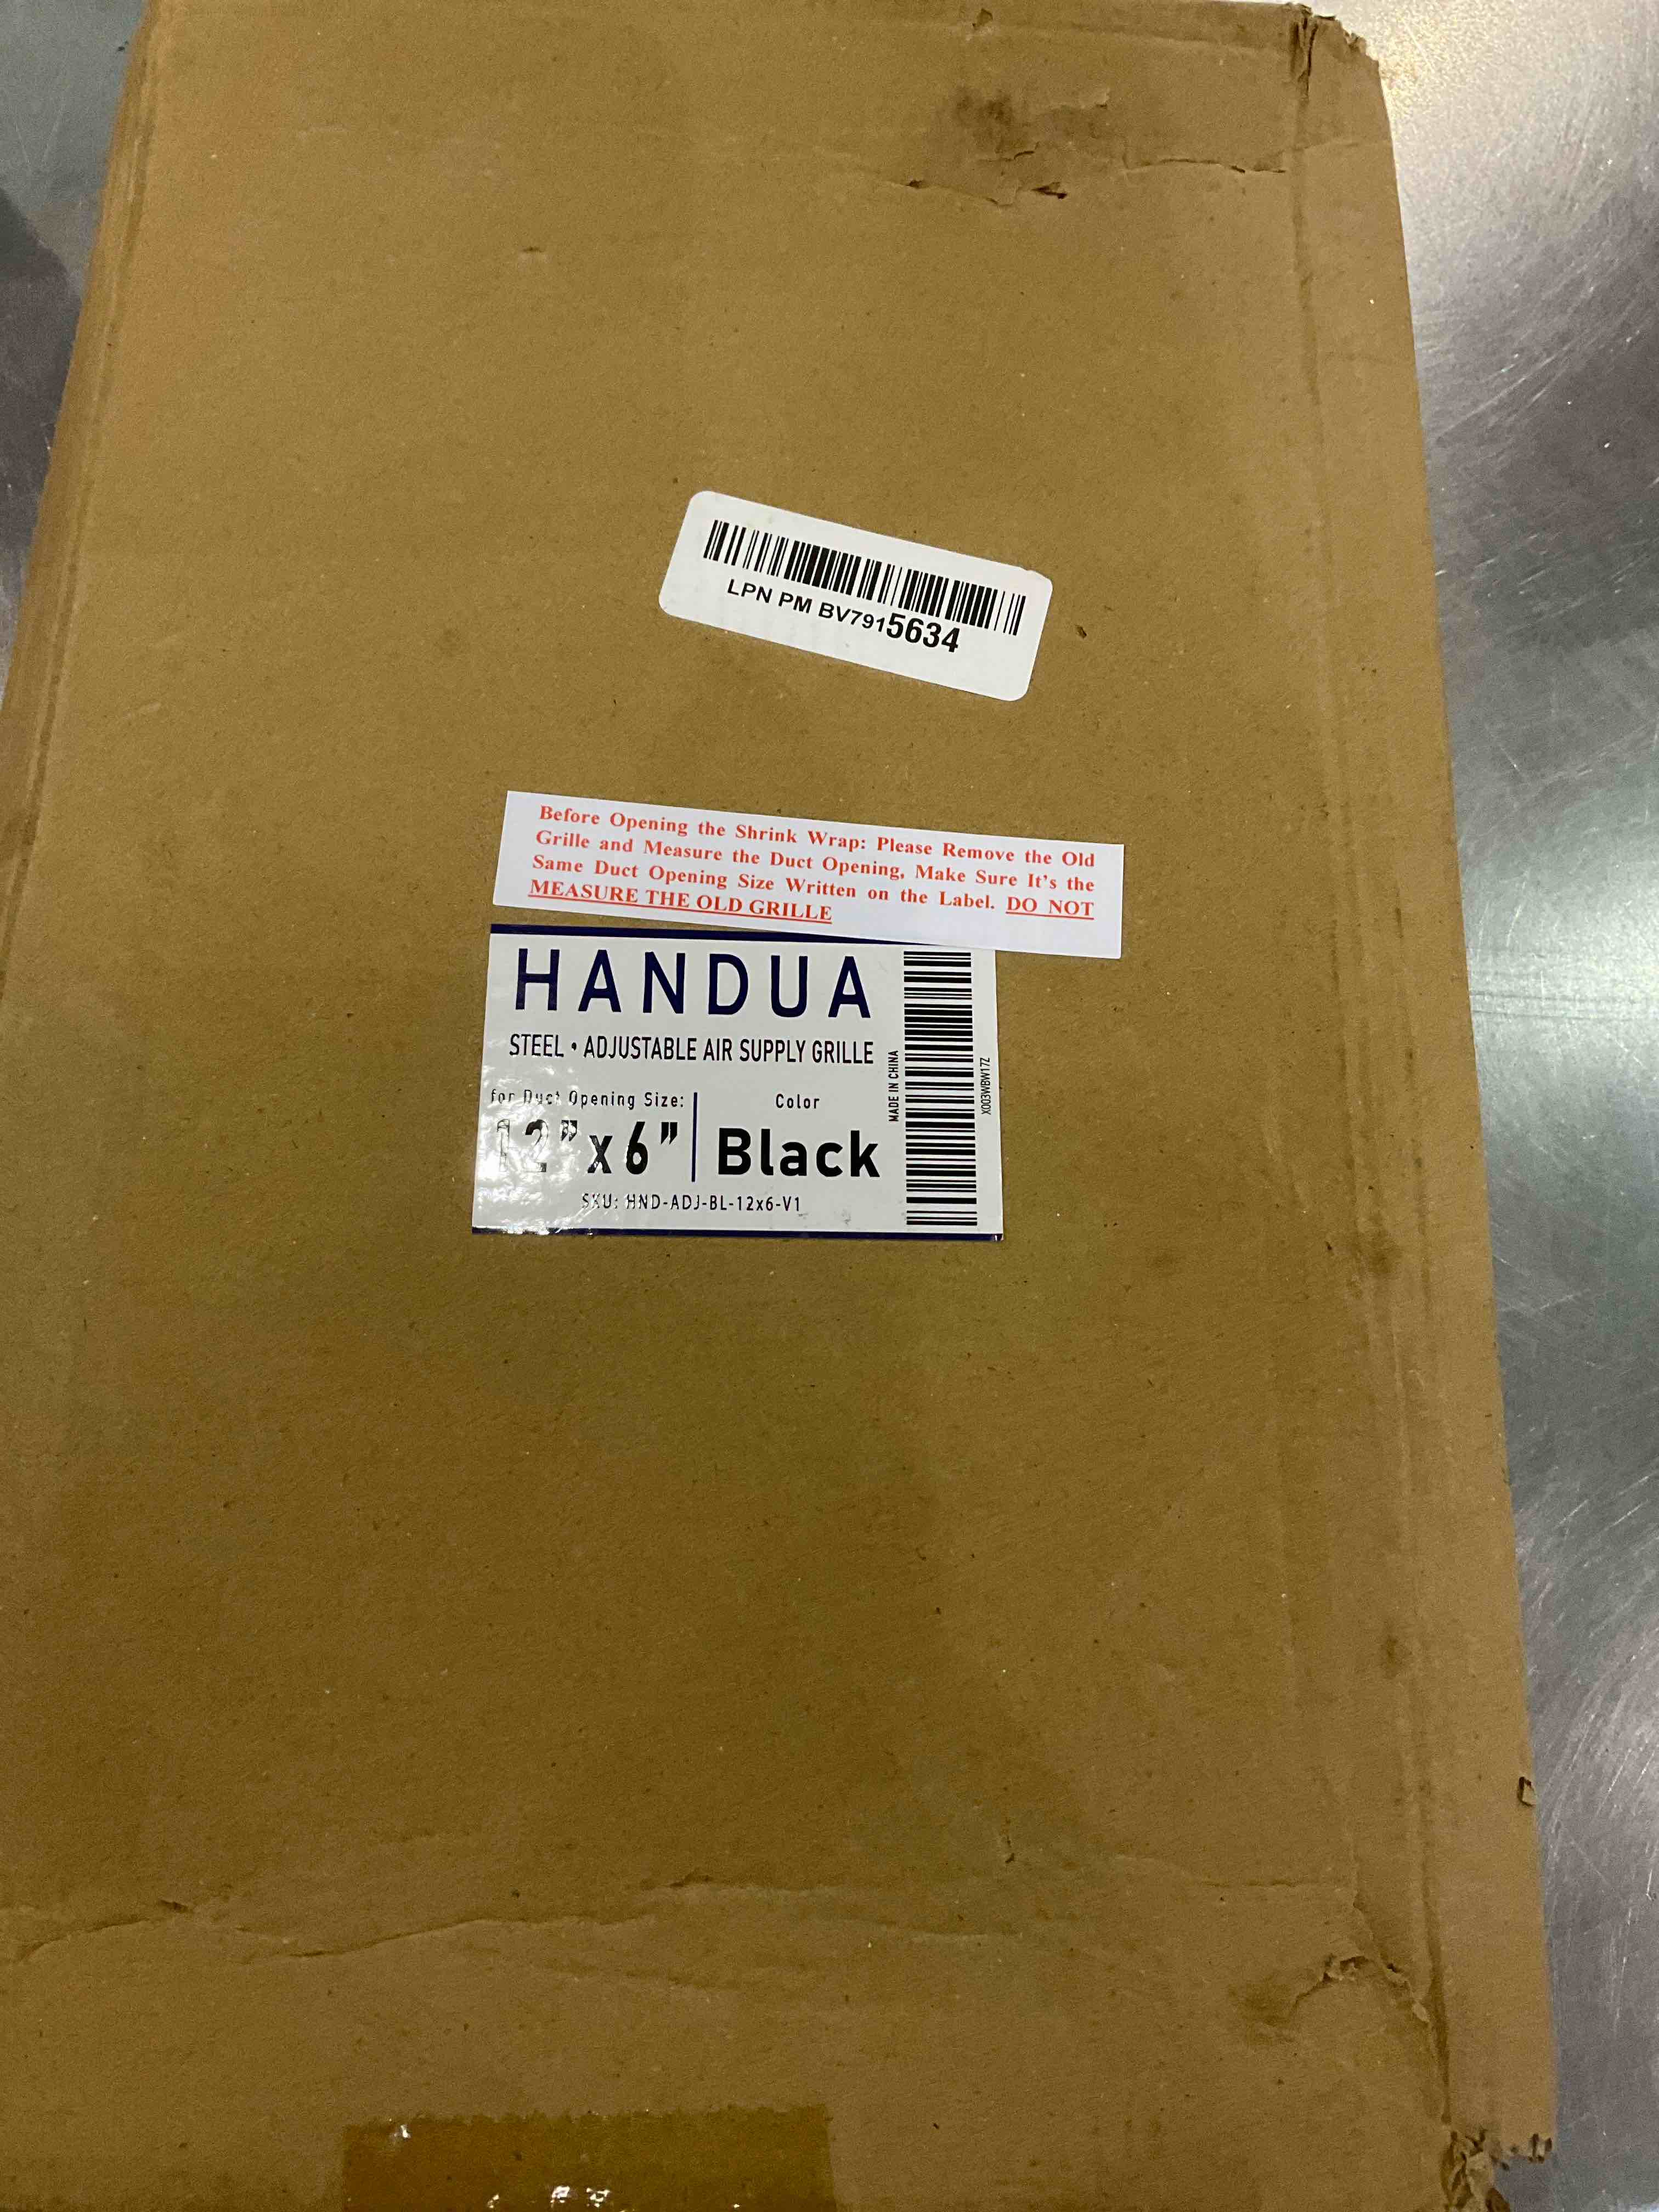 LPN PM BV7915634
Before Opening the Shrink Wrap: Please Remove the Old
Grille and Measure the Duct Opening, Make Sure It's the
Same Duct Opening Size Written on the Label. DO NOT
MEASURE THE OLD GRILLE
HANDUA
STEEL • ADJUSTABLE AIR SUPPLY GRILLE
for Duct Opening Size:
12"x6"
Color
Black
SKU: HND-ADJ-BL-12x6-V1
MADE IN CHINA
X003WBW17Z